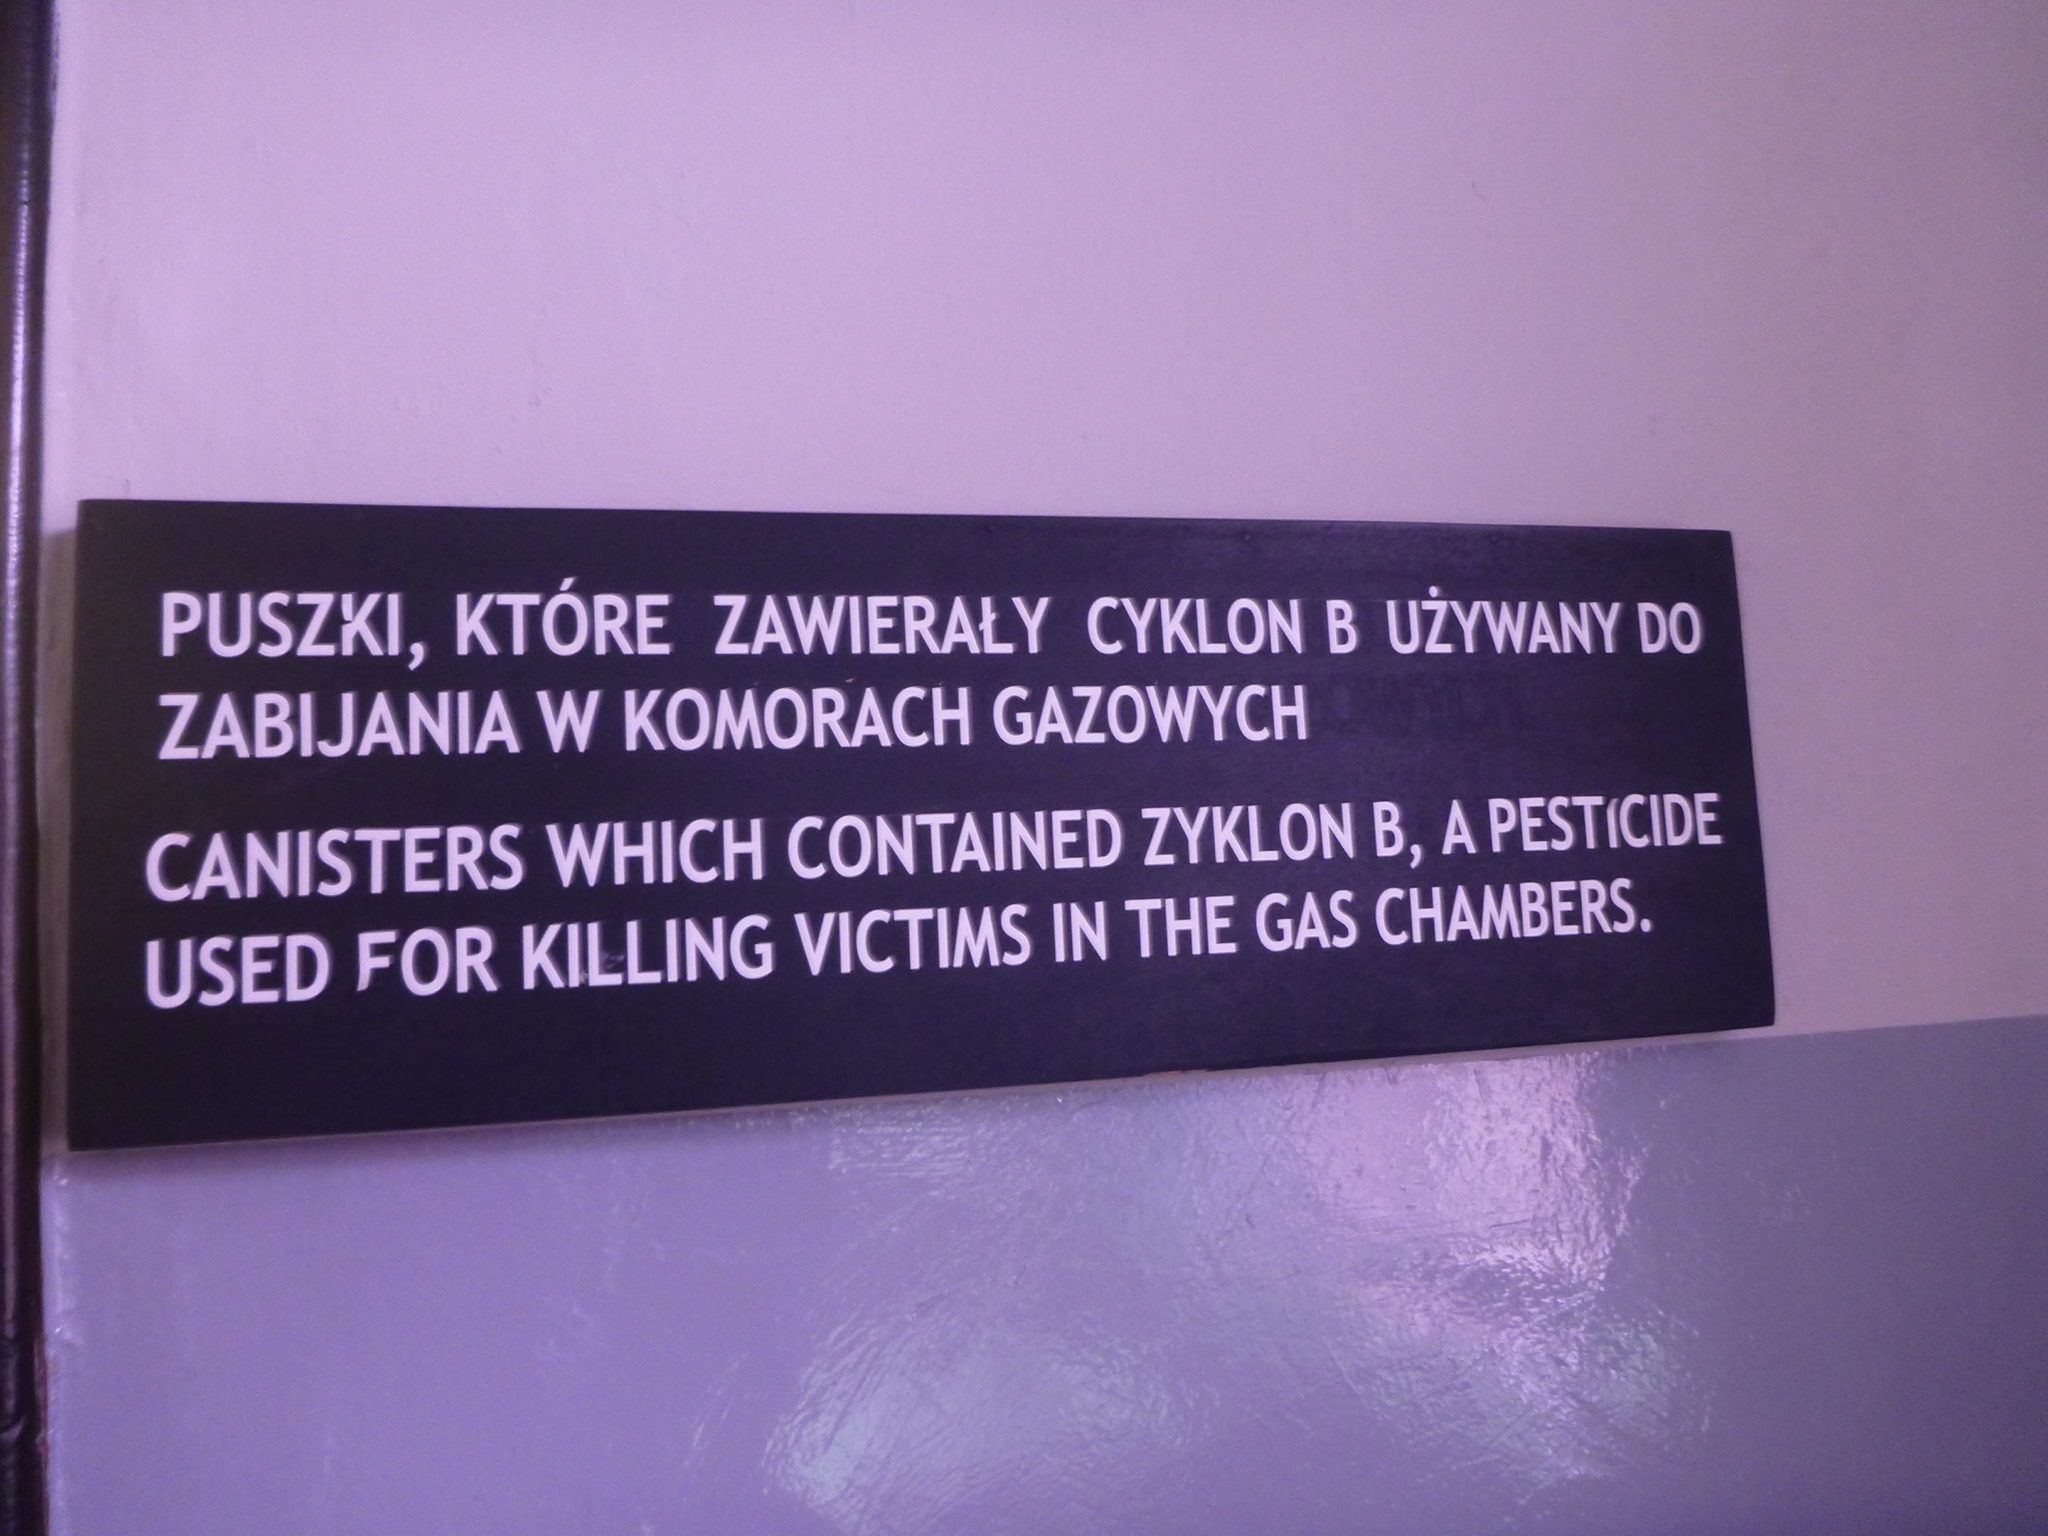 PUSZKI, KTÓRE ZAWIERAŁY CYKLON B UŻYWANY DO
ZABIJANIA W KOMORACH GAZOWYCH
CANISTERS WHICH CONTAINED ZYKLON B, A PESTICIDE
USED FOR KILLING VICTIMS IN THE GAS CHAMBERS.